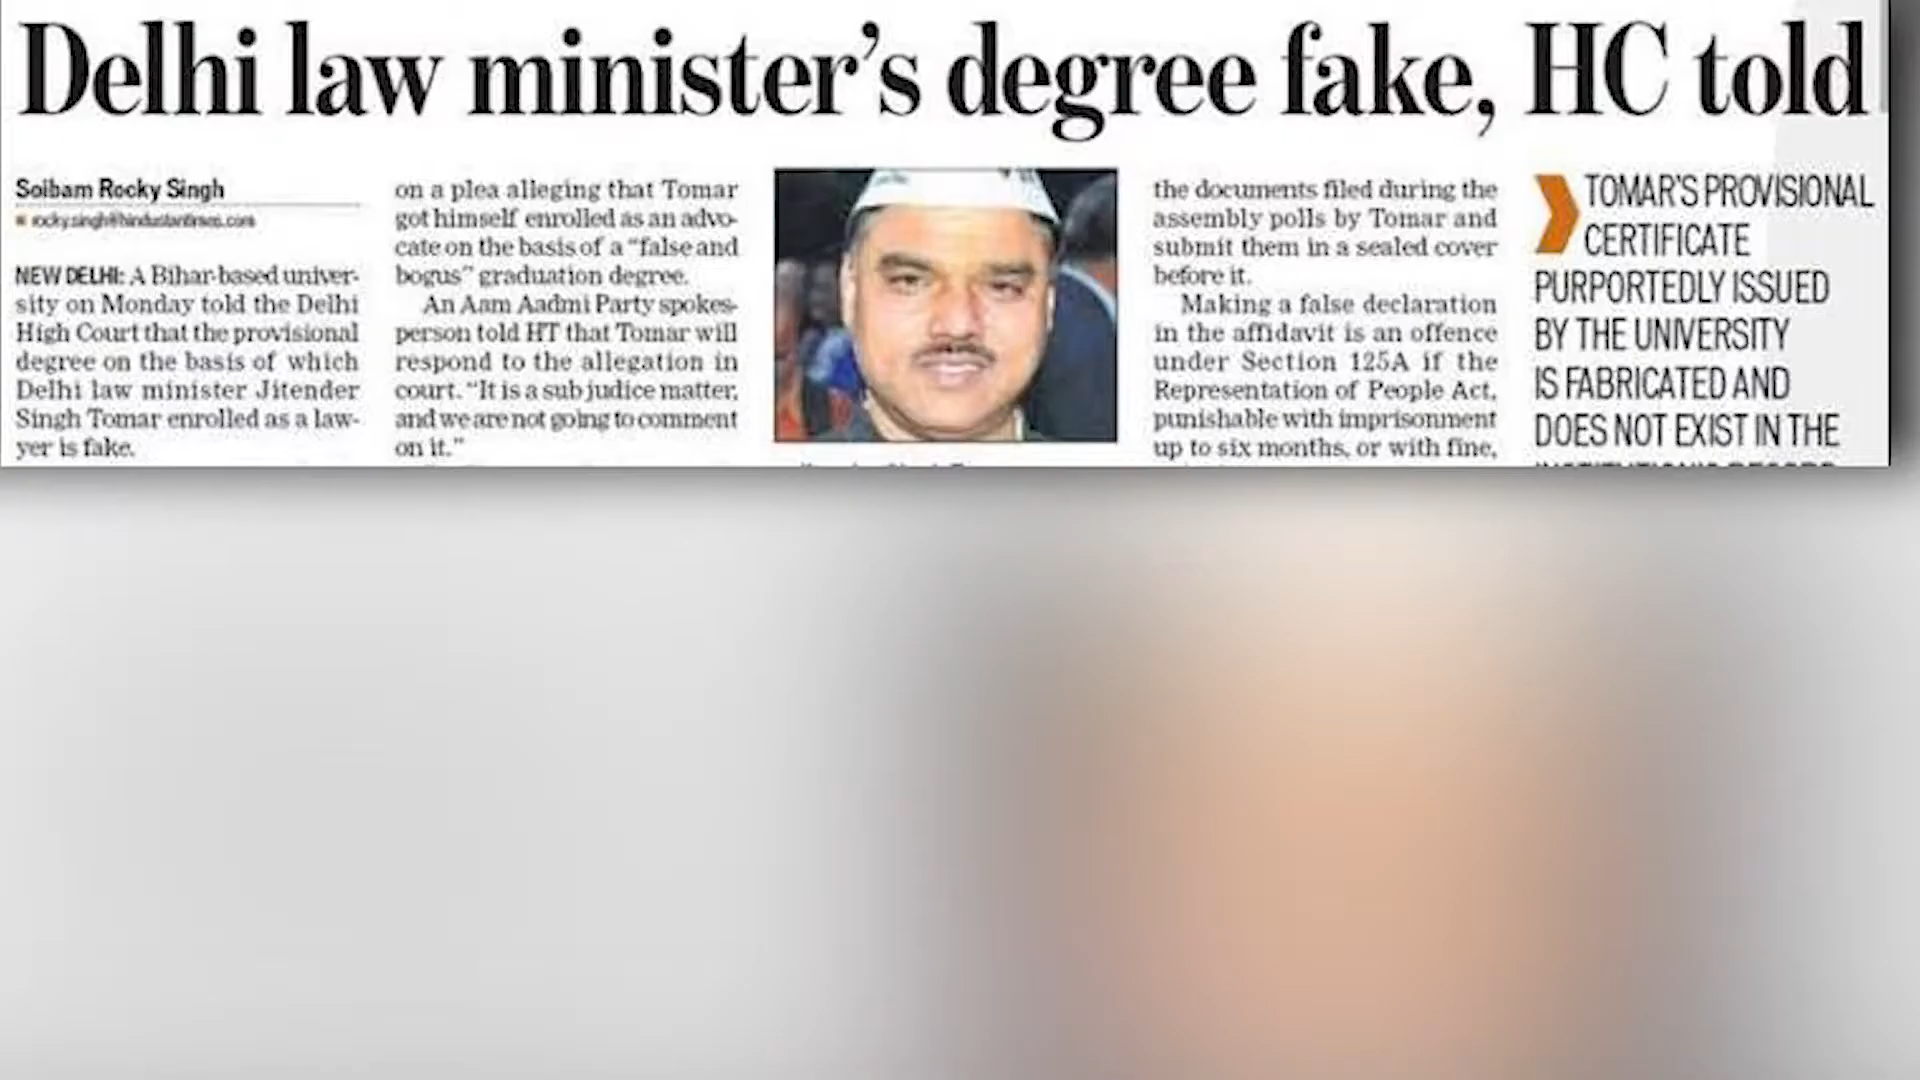 Delhi law minister's degree fake, HC told
Soibam Rocky Singh
rocky.singh@hindustantimes.com
NEW DELHI: A Bihar-based univer-
sity on Monday told the Delhi
High Court that the provisional
degree on the basis of which
Delhi law minister Jitender
Singh Tomar enrolled as a law-
yer is fake.
on a plea alleging that Tomar
got himself enrolled as an advo-
cate on the basis of a “false and
bogus” graduation degree.
An Aam Aadmi Party spokes-
person told HT that Tomar will
respond to the allegation in
court. “It is a sub judice matter,
and we are not going to comment
on it.”
the documents filed during the
assembly polls by Tomar and
submit them in a sealed cover
before it.
Making a false declaration
in the affidavit is an offence
under Section 125A if the
Representation of People Act,
punishable with imprisonment
up to six months, or with fine,
TOMAR'S PROVISIONAL
CERTIFICATE
PURPORTEDLY ISSUED
BY THE UNIVERSITY
IS FABRICATED AND
DOES NOT EXIST IN THE